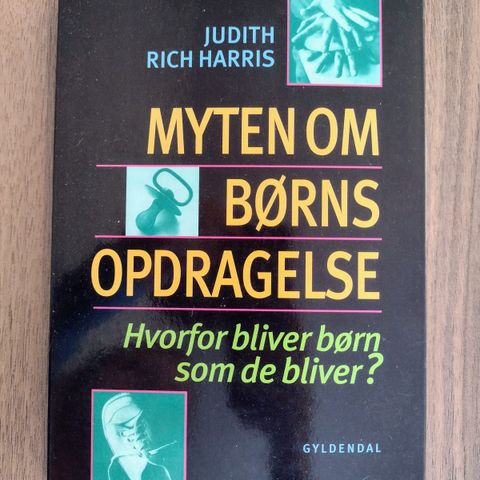 JUDITH
RICH HARRIS
MYTEN OM
BØRNS
OPDRAGELSE
Hvorfor bliver børn
som de bliver?
GYLDENDAL